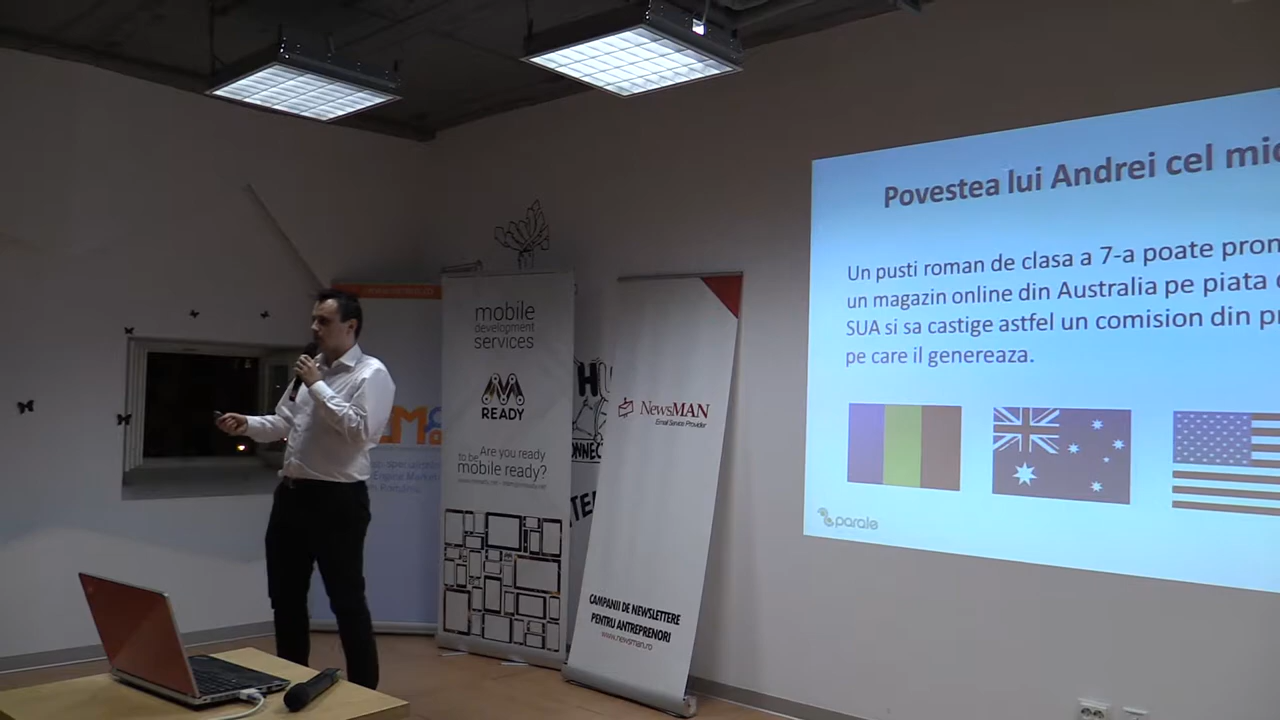 Povestea lui Andrei cel mic
Un pusti roman de clasa a 7-a poate
un magazin online din Australia pe piata
SUA si sa castige astfel un comision din
pe care il genereaza.
parale
mobile
development
services
READY
Are you ready
to be
mobile ready?
NewsMAN
Email Service Provider
CAMPANII DE NEWSLETTERE
PENTRU ANTREPRENORI
www.newsman.ro